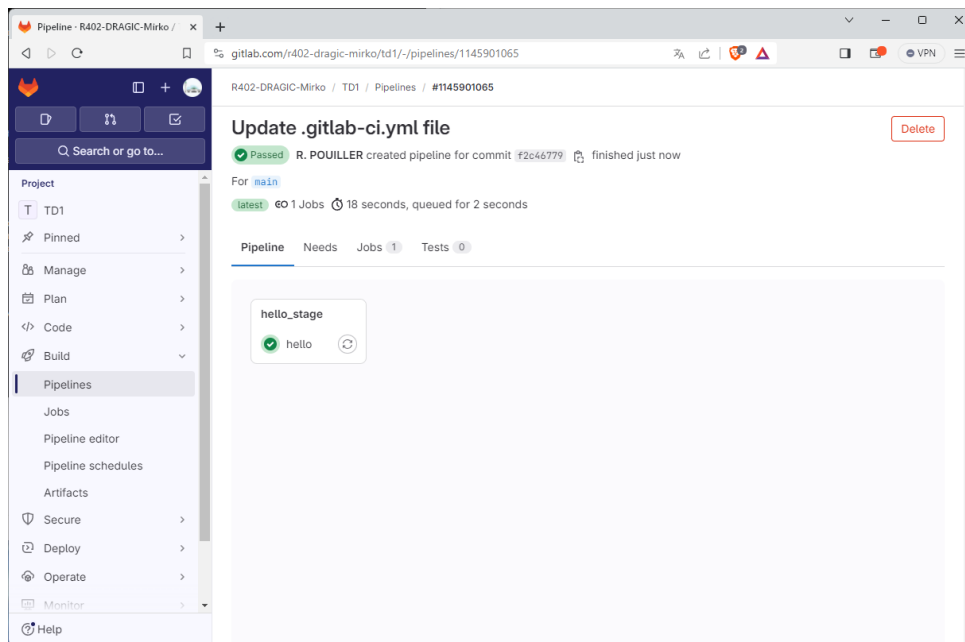 Pipeline · R402-DRAGIC-Mirko /
gitlab.com/r402-dragic-mirko/td1/-/pipelines/1145901065
VPN
R402-DRAGIC-Mirko / TD1 / Pipelines / #1145901065
Update .gitlab-ci.yml file
Delete
Passed R. POUILLER created pipeline for commit f2c46779 finished just now
For main
latest 1 Jobs 18 seconds, queued for 2 seconds
Pipeline Needs Jobs 1 Tests 0
hello_stage
hello
Search or go to...
Project
T TD1
Pinned
Manage
Plan
Code
Build
Pipelines
Jobs
Pipeline editor
Pipeline schedules
Artifacts
Secure
Deploy
Operate
Monitor
Help